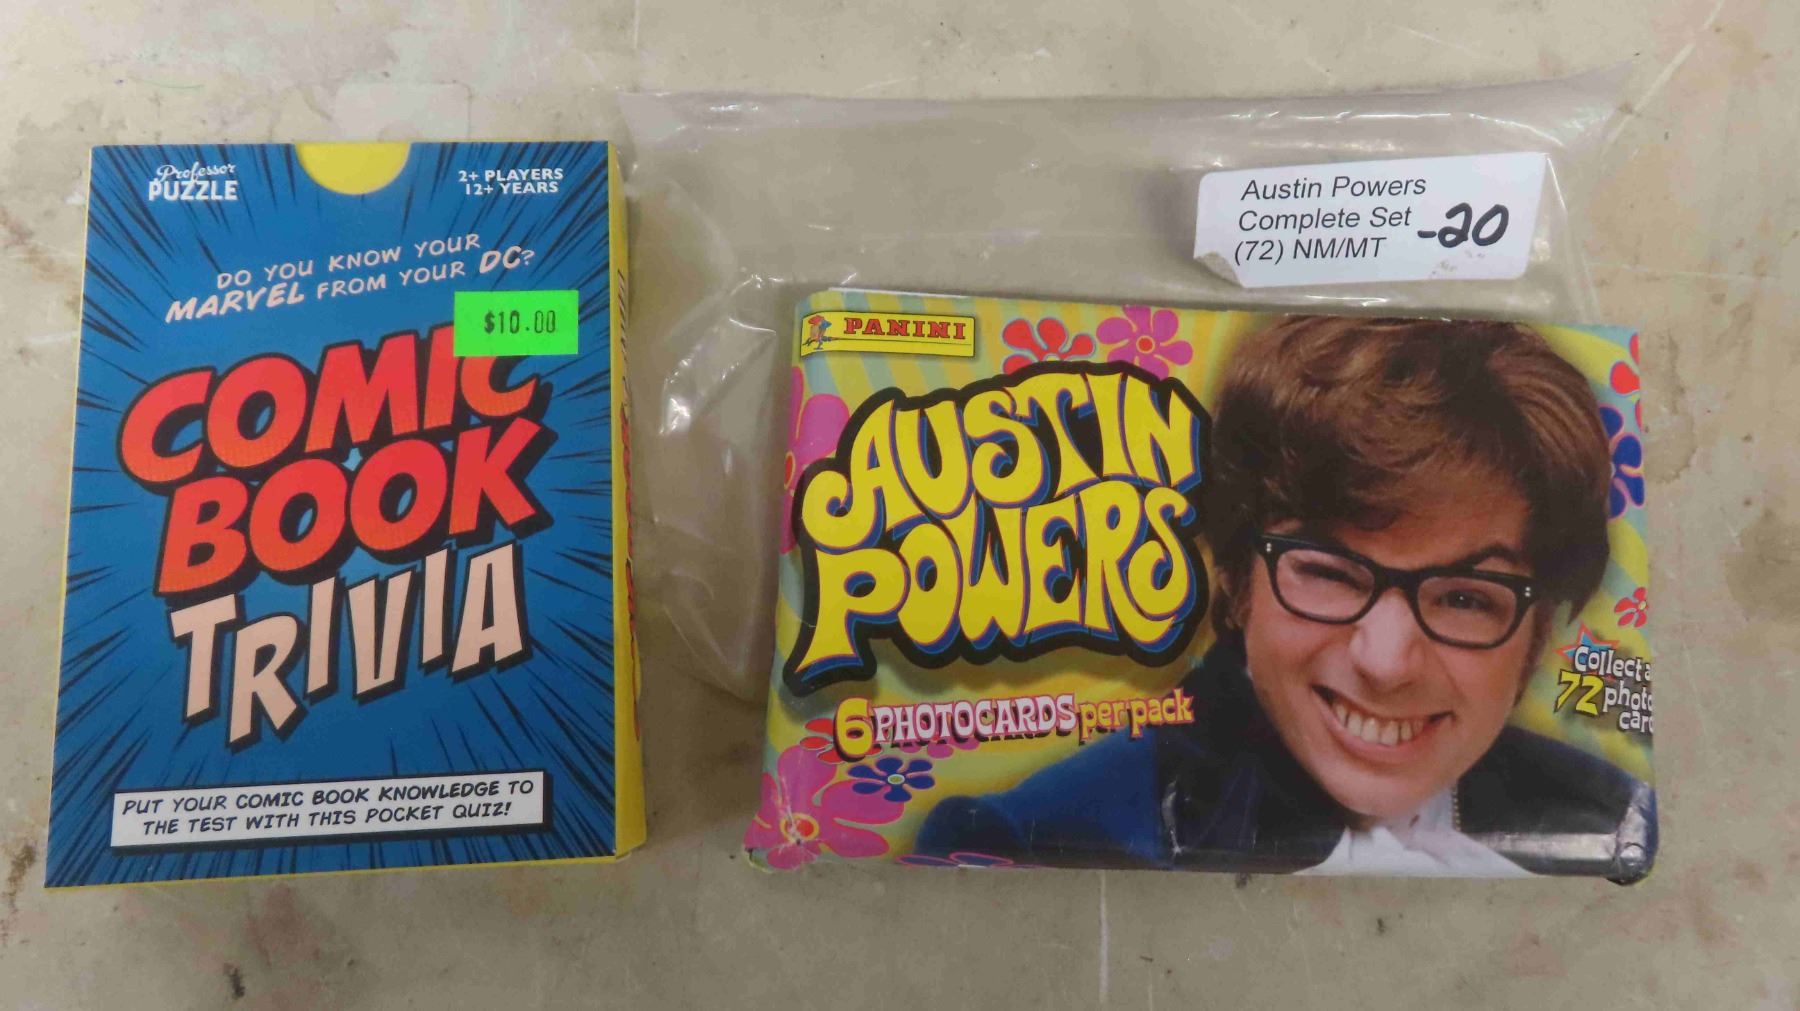 Professor
PUZZLE
2+ PLAYERS
12+ YEARS
DO YOU KNOW YOUR
MARVEL FROM YOUR DC?
$10.00
COMIC
BOOK
TRIVIA
PUT YOUR COMIC BOOK KNOWLEDGE TO
THE TEST WITH THIS POCKET QUIZ!
Austin Powers
Complete Set
(72) NM/MT
-20
PANINI
AUSTIN
POWERS
6 PHOTOCARDS per pack
Collect
72